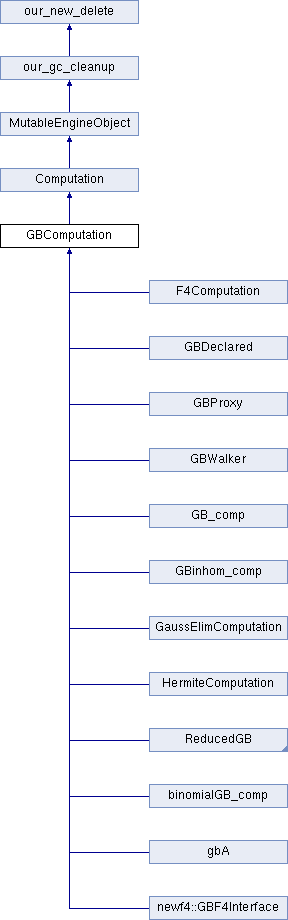 our_new_delete
our_gc_cleanup
MutableEngineObject
Computation
GBComputation
F4Computation
GBDeclared
GBProxy
GBWalker
GB_comp
GBinhom_comp
GaussElimComputation
HermiteComputation
ReducedGB
binomialGB_comp
gbA
newf4::GBF4Interface